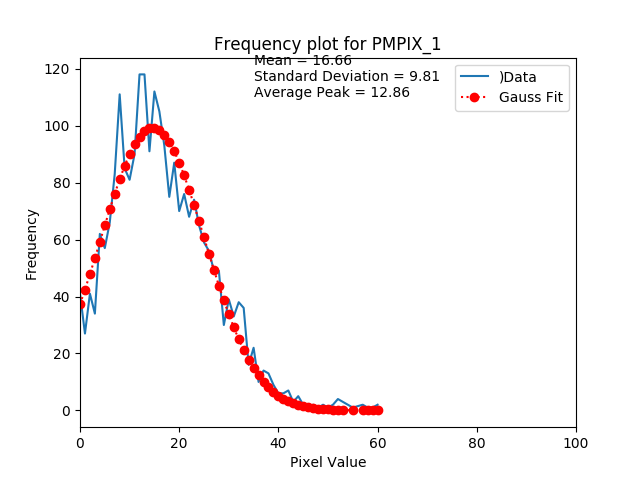 Frequency plot for PMPIX_1
Mean = 16.66
Standard Deviation = 9.81
Average Peak = 12.86
)Data
Gauss Fit
Frequency
120
100
80
60
40
20
0
0 20 40 60 80 100
Pixel Value